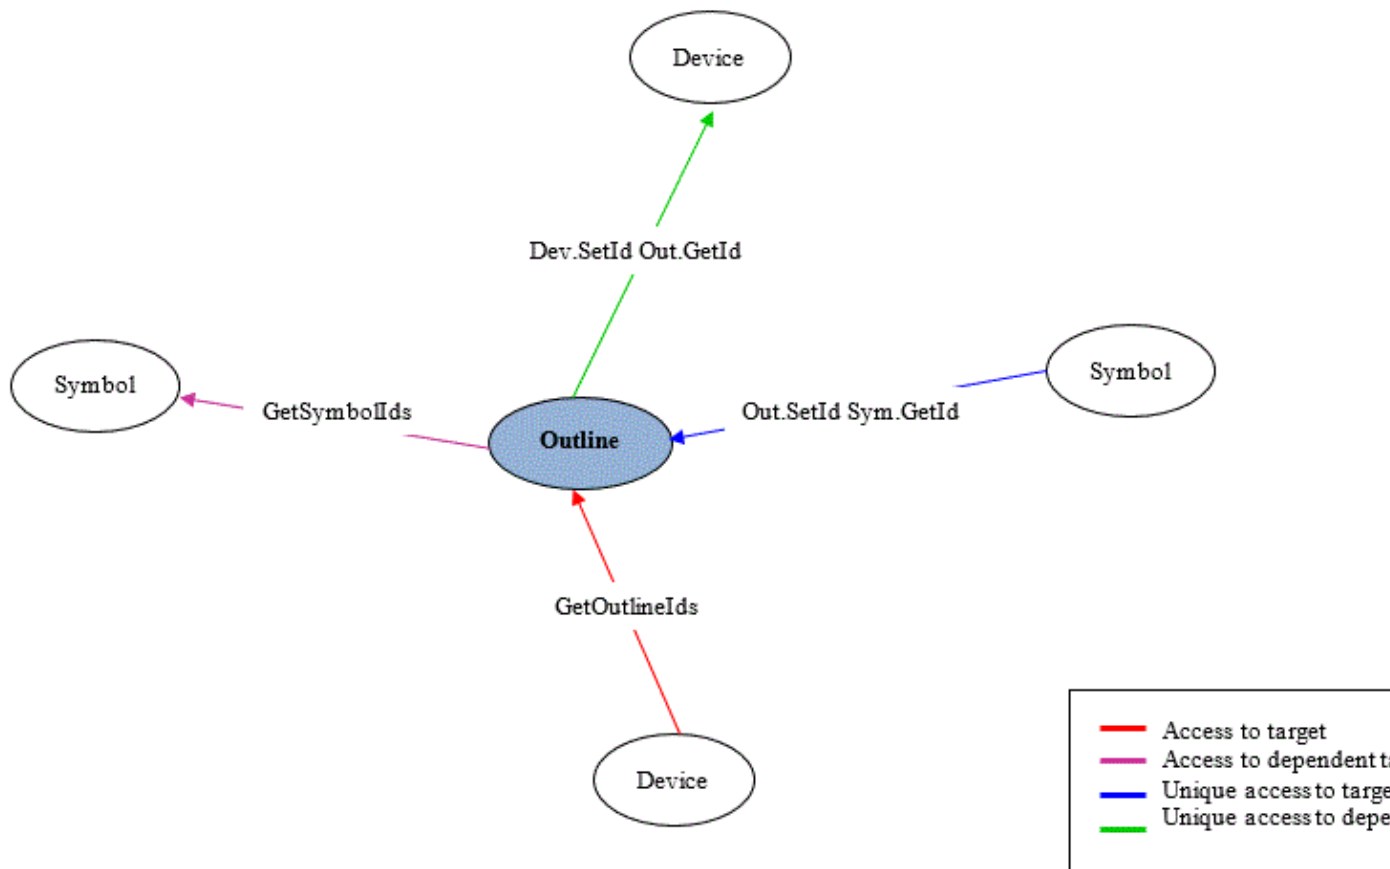 Device
Dev.SetId Out.GetId
Symbol
Symbol
GetSymbolIds
Out.SetId Sym.GetId
Outline
GetOutlineIds
Device
Access to target
Access to dependent
Unique access to
Unique access to